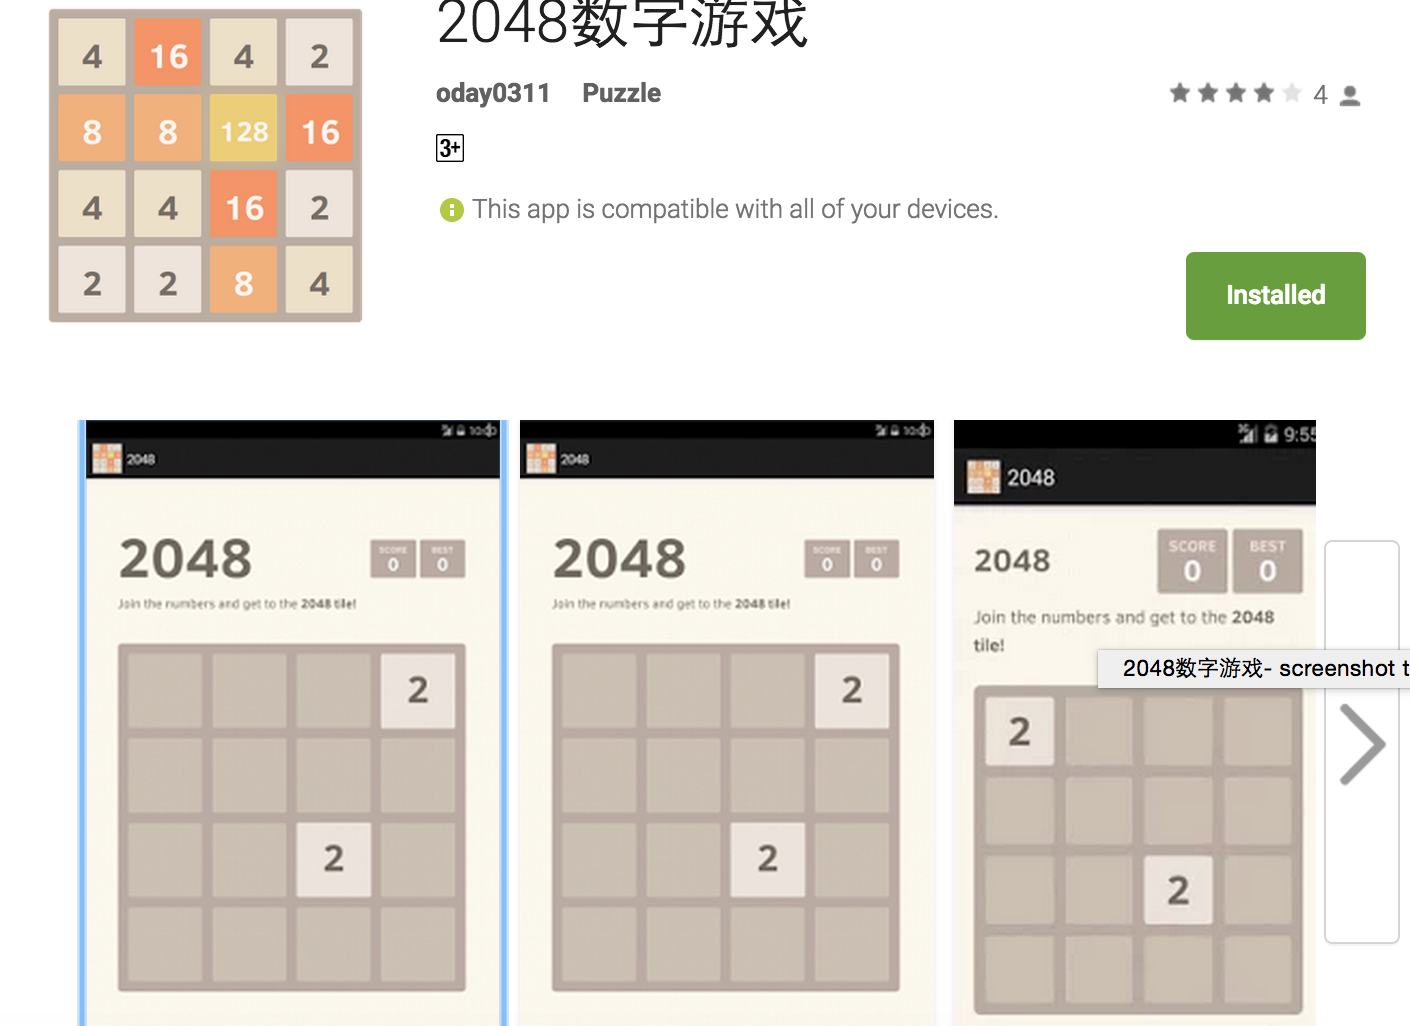 2048数字游戏
4 16 4 2
8 8 128 16
4 4 16 2
2 2 8 4
oday0311 Puzzle
4
3+
This app is compatible with all of your devices.
Installed
2048
2048
SCORE BEST
0 0
Join the numbers and get to the 2048 tile!
2
2
2048
2048
SCORE BEST
0 0
Join the numbers and get to the 2048 tile!
2
2
9:55
2048
2048
SCORE BEST
0 0
Join the numbers and get to the 2048
tile!
2048数字游戏- screenshot t
2
2